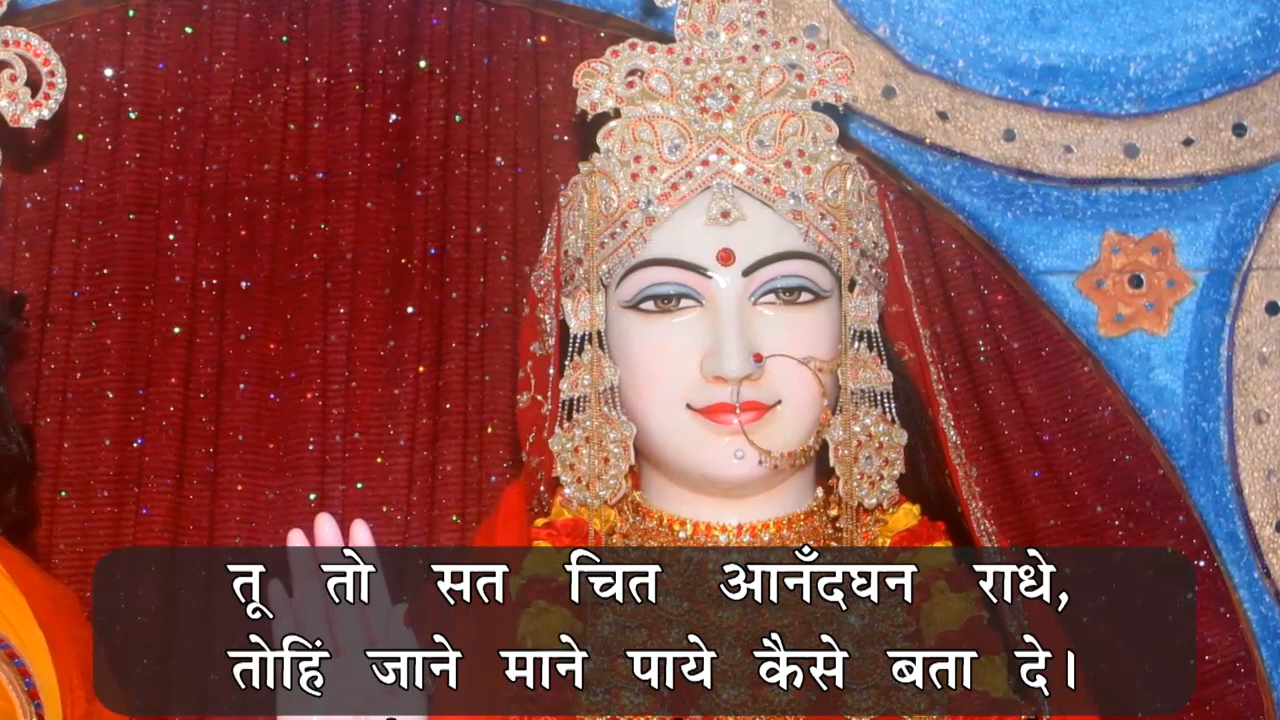 तू तो सत चित आनँदघन राधे,
तोहिं जाने माने पाये कैसे बता दे।